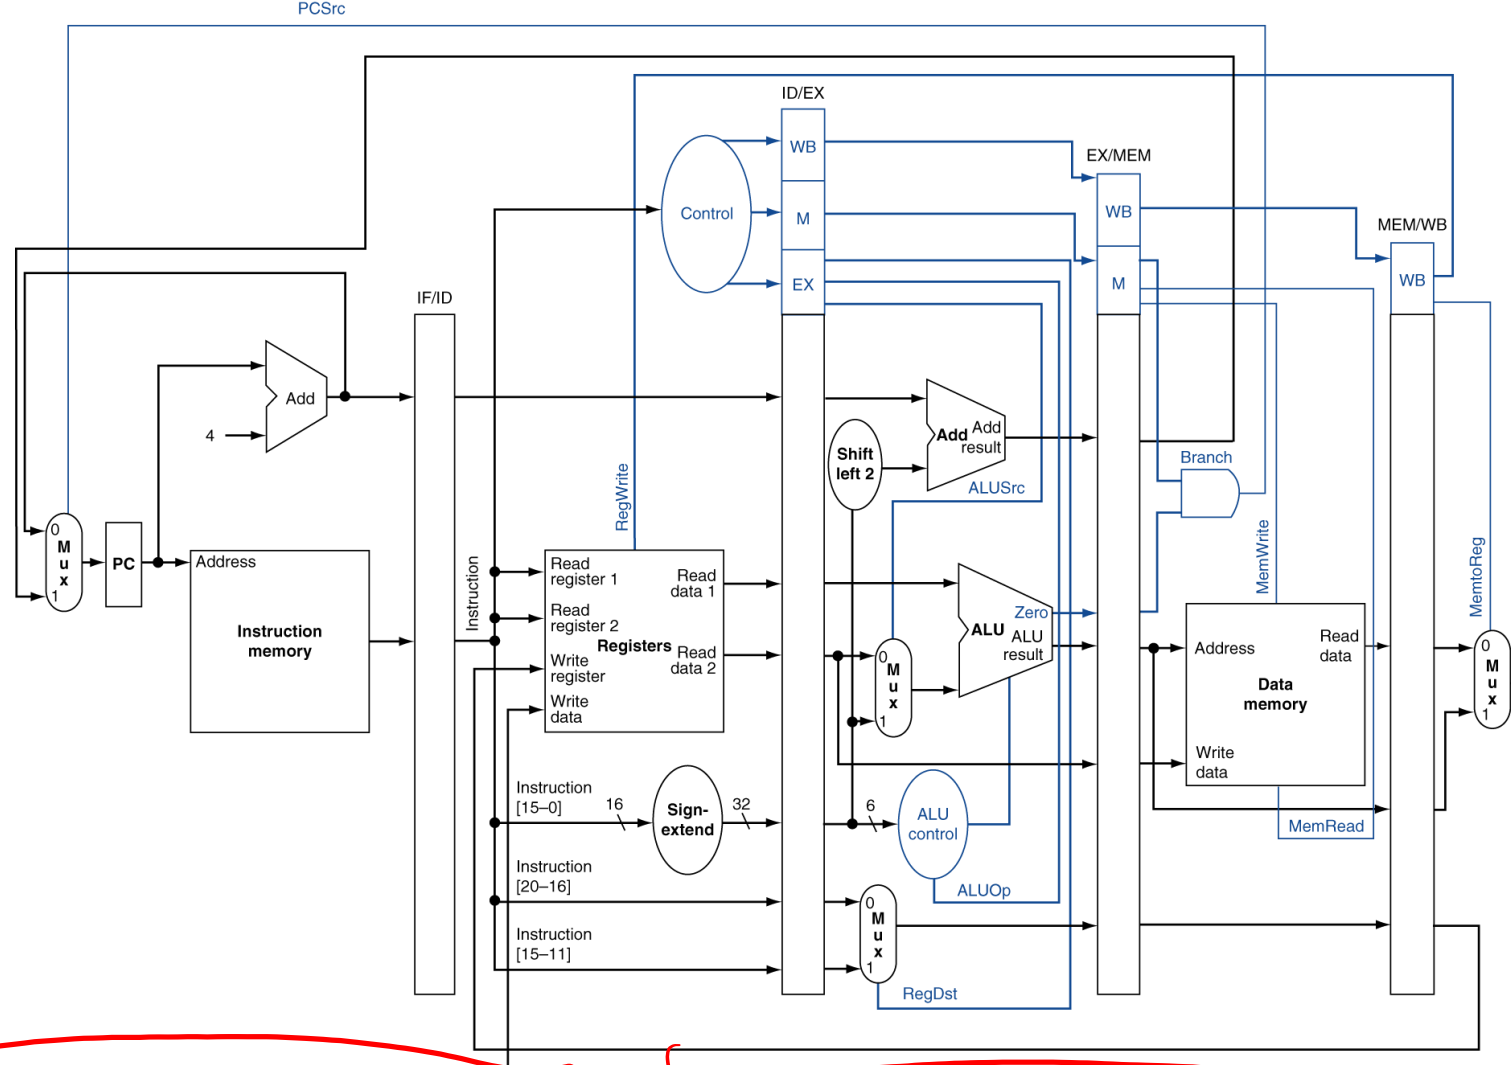 PCSrc
ID/EX
WB
EX/MEM
Control
M
WB
MEM/WB
EX
M
WB
IF/ID
Add
4
Add
Add
result
Shift
left 2
ALUSrc
Branch
RegWrite
MemWrite
MemtoReg
0
M
u
x
1
PC
Address
Instruction
memory
Instruction
Read
register 1
Read
register 2
Write
register
Write
data
Registers
Read
data 1
Read
data 2
Zero
ALU
ALU
result
0
M
u
x
1
Address
Read
data
Data
memory
Write
data
MemRead
0
M
u
x
1
Instruction
[15–0]
16
Sign-
extend
32
6
ALU
control
ALUOp
Instruction
[20–16]
Instruction
[15–11]
0
M
u
x
1
RegDst